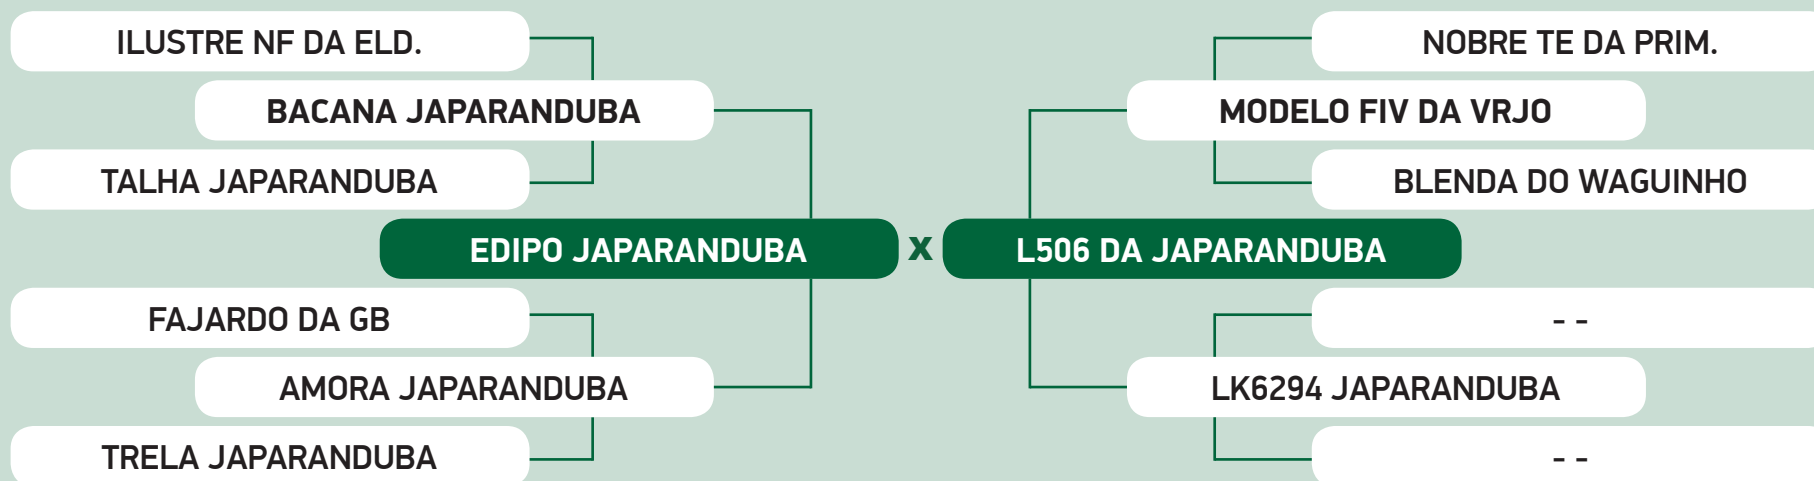 ILUSTRE NF DA ELD.
NOBRE TE DA PRIM.
BACANA JAPARANDUBA
MODELO FIV DA VRJO
TALHA JAPARANDUBA
BLENDA DO WAGUINHO
EDIPO JAPARANDUBA X L506 DA JAPARANDUBA
FAJARDO DA GB
- -
AMORA JAPARANDUBA
LK6294 JAPARANDUBA
TRELA JAPARANDUBA
- -